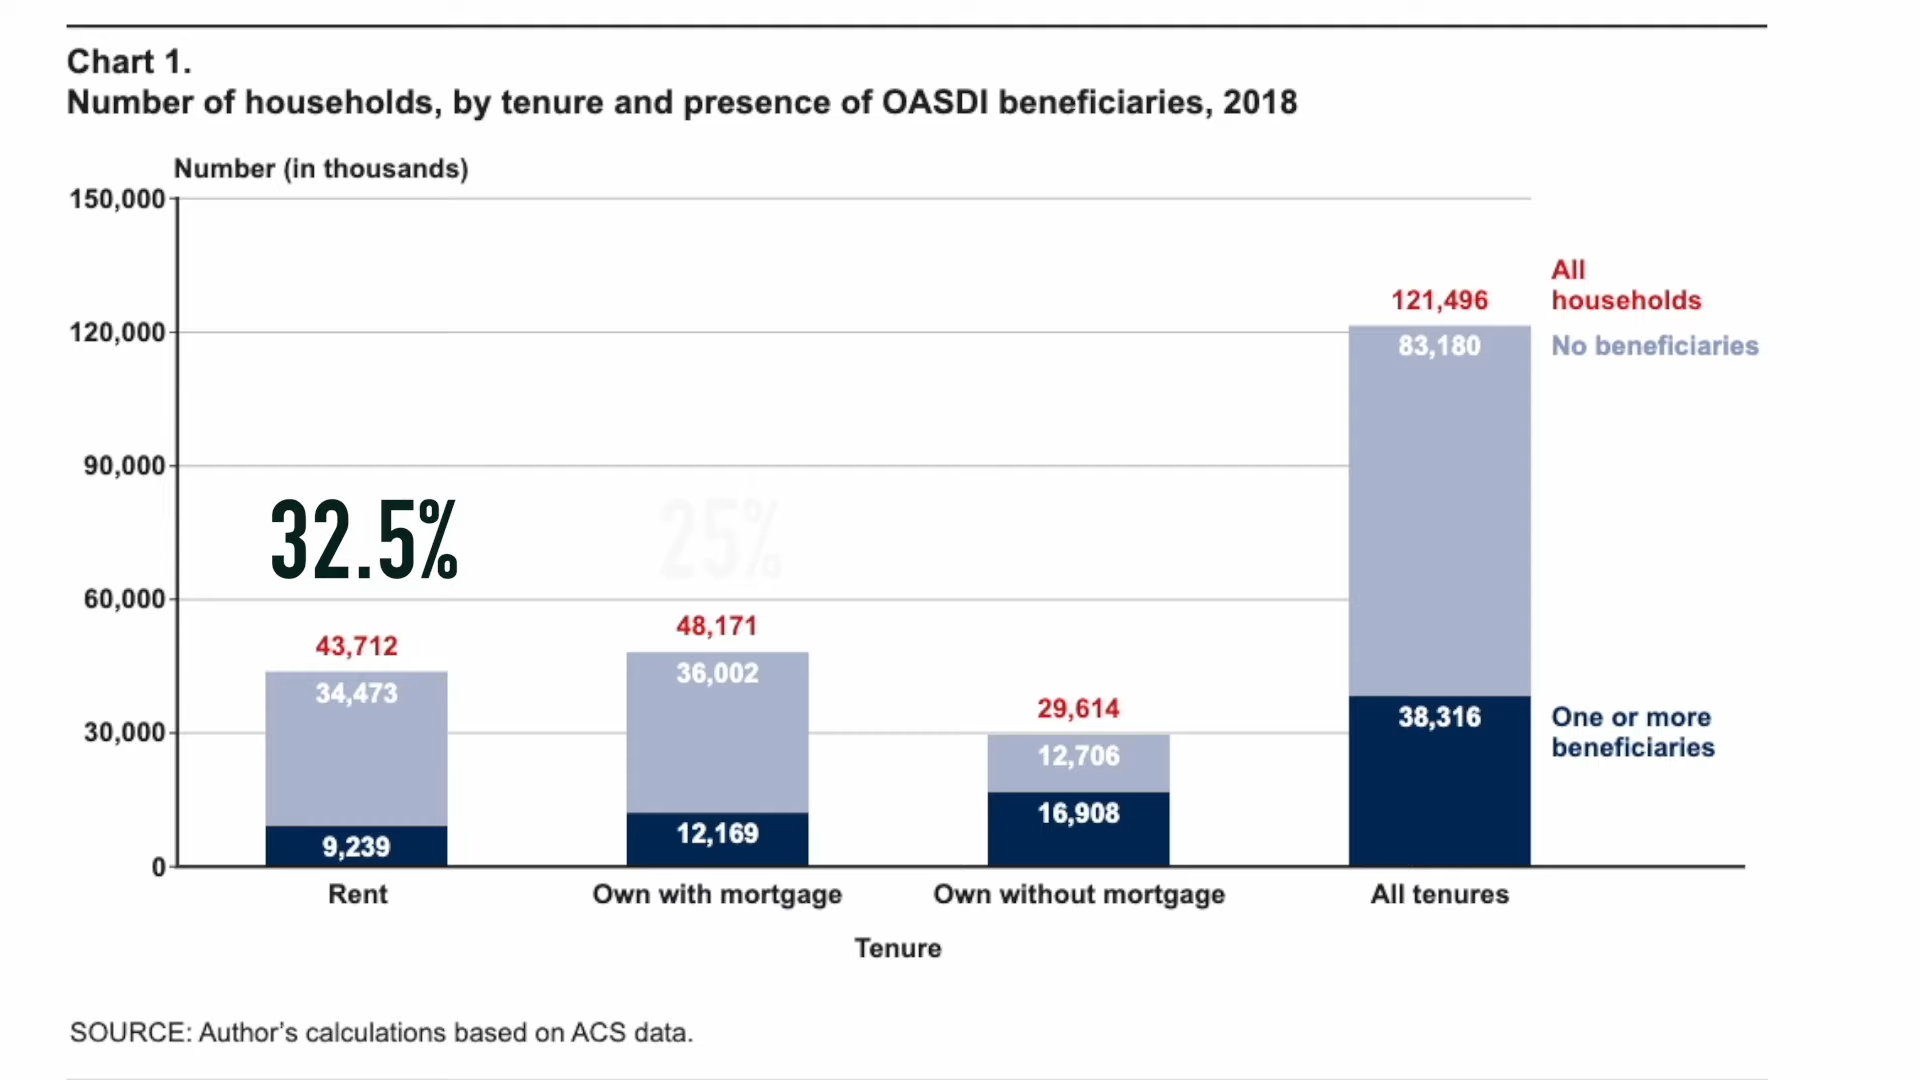 Chart 1.
Number of households, by tenure and presence of OASDI beneficiaries, 2018
Number (in thousands)
150,000
120,000
90,000
60,000
30,000
0
32.5%
25%
43,712
34,473
9,239
48,171
36,002
12,169
29,614
12,706
16,908
121,496
83,180
38,316
All
households
No beneficiaries
One or more
beneficiaries
Rent
Own with mortgage
Own without mortgage
All tenures
Tenure
SOURCE: Author’s calculations based on ACS data.